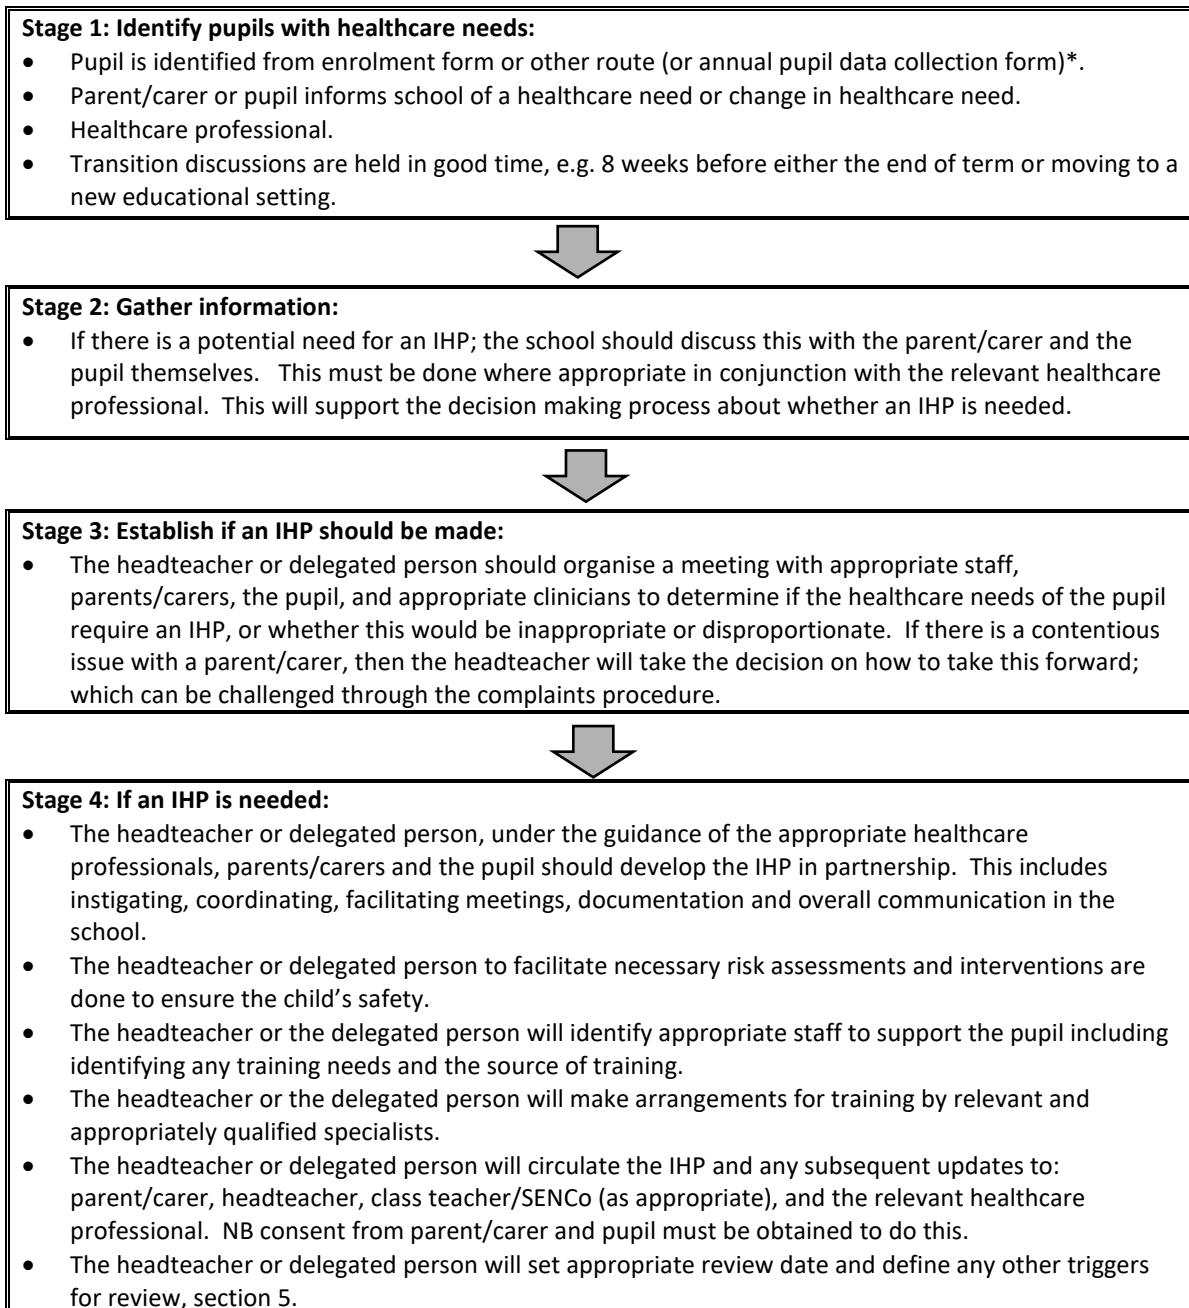 Stage 1: Identify pupils with healthcare needs:
• Pupil is identified from enrolment form or other route (or annual pupil data collection form)*.
• Parent/carer or pupil informs school of a healthcare need or change in healthcare need.
• Healthcare professional.
• Transition discussions are held in good time, e.g. 8 weeks before either the end of term or moving to a
new educational setting.
Stage 2: Gather information:
• If there is a potential need for an IHP; the school should discuss this with the parent/carer and the
pupil themselves. This must be done where appropriate in conjunction with the relevant healthcare
professional. This will support the decision making process about whether an IHP is needed.
Stage 3: Establish if an IHP should be made:
• The headteacher or delegated person should organise a meeting with appropriate staff,
parents/carers, the pupil, and appropriate clinicians to determine if the healthcare needs of the pupil
require an IHP, or whether this would be inappropriate or disproportionate. If there is a contentious
issue with a parent/carer, then the headteacher will take the decision on how to take this forward;
which can be challenged through the complaints procedure.
Stage 4: If an IHP is needed:
• The headteacher or delegated person, under the guidance of the appropriate healthcare
professionals, parents/carers and the pupil should develop the IHP in partnership. This includes
instigating, coordinating, facilitating meetings, documentation and overall communication in the
school.
• The headteacher or delegated person to facilitate necessary risk assessments and interventions are
done to ensure the child’s safety.
• The headteacher or the delegated person will identify appropriate staff to support the pupil including
identifying any training needs and the source of training.
• The headteacher or the delegated person will make arrangements for training by relevant and
appropriately qualified specialists.
• The headteacher or delegated person will circulate the IHP and any subsequent updates to:
parent/carer, headteacher, class teacher/SENCo (as appropriate), and the relevant healthcare
professional. NB consent from parent/carer and pupil must be obtained to do this.
• The headteacher or delegated person will set appropriate review date and define any other triggers
for review, section 5.